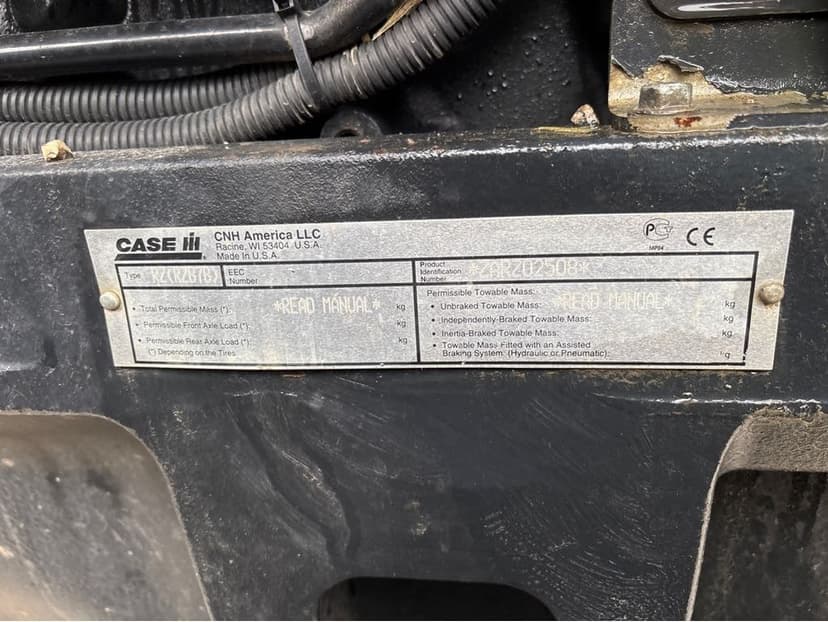 CASE IH
CNH America LLC
Racine, WI 53404 U.S.A.
Made in U.S.A.
MP04
CE
Type
EEC
Number
Product
Identification
Number
*ZARZ02508*
• Total Permissible Mass (*): *READ MANUAL* kg
• Permissible Front Axle Load (*): kg
• Permissible Rear Axle Load (*): kg
(*) Depending on the Tires
Permissible Towable Mass:
• Unbraked Towable Mass: *READ MANUAL* kg
• Independently-Braked Towable Mass: kg
• Inertia-Braked Towable Mass: kg
• Towable Mass Fitted with an Assisted
Braking System: (Hydraulic or Pneumatic): kg